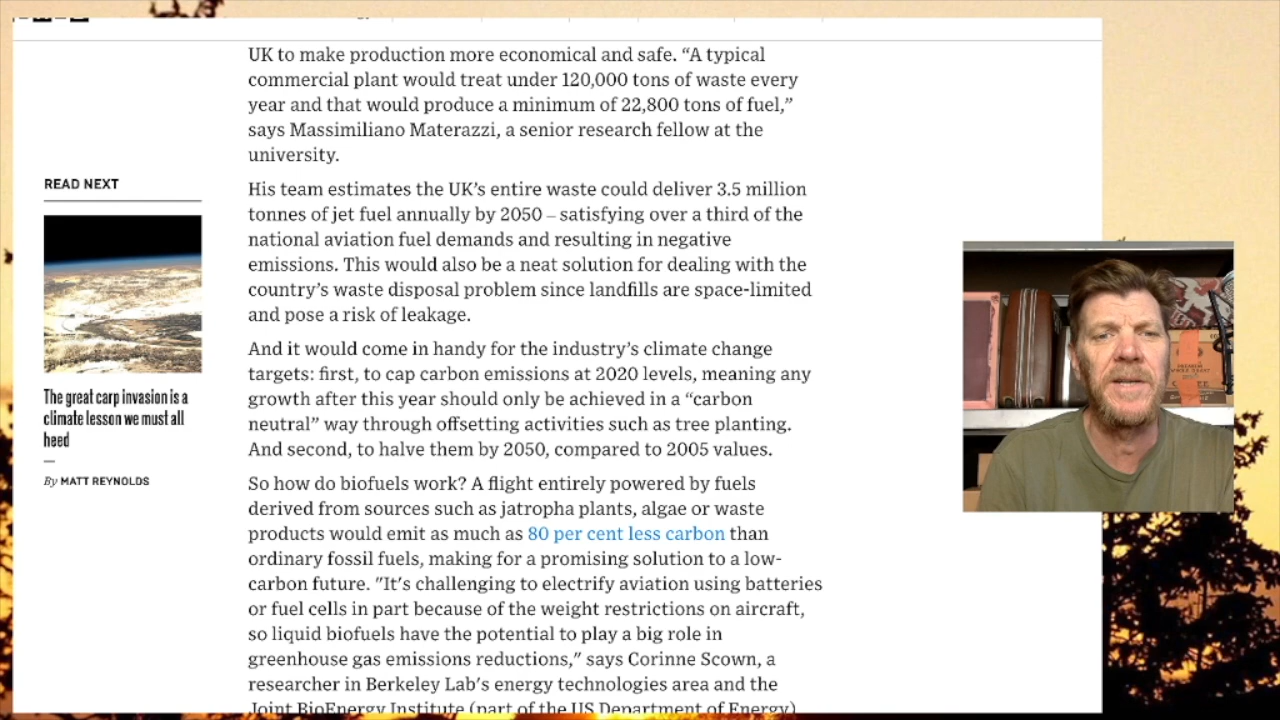 UK to make production more economical and safe. “A typical
commercial plant would treat under 120,000 tons of waste every
year and that would produce a minimum of 22,800 tons of fuel,”
says Massimiliano Materazzi, a senior research fellow at the
university.
READ NEXT
The great carp invasion is a
climate lesson we must all
heed
By MATT REYNOLDS
His team estimates the UK’s entire waste could deliver 3.5 million
tonnes of jet fuel annually by 2050 – satisfying over a third of the
national aviation fuel demands and resulting in negative
emissions. This would also be a neat solution for dealing with the
country’s waste disposal problem since landfills are space-limited
and pose a risk of leakage.
And it would come in handy for the industry’s climate change
targets: first, to cap carbon emissions at 2020 levels, meaning any
growth after this year should only be achieved in a “carbon
neutral” way through offsetting activities such as tree planting.
And second, to halve them by 2050, compared to 2005 values.
So how do biofuels work? A flight entirely powered by fuels
derived from sources such as jatropha plants, algae or waste
products would emit as much as 80 per cent less carbon than
ordinary fossil fuels, making for a promising solution to a low-
carbon future. "It's challenging to electrify aviation using batteries
or fuel cells in part because of the weight restrictions on aircraft,
so liquid biofuels have the potential to play a big role in
greenhouse gas emissions reductions,” says Corinne Scown, a
researcher in Berkeley Lab's energy technologies area and the
Joint BioEnergy Institute (part of the US Department of Energy)